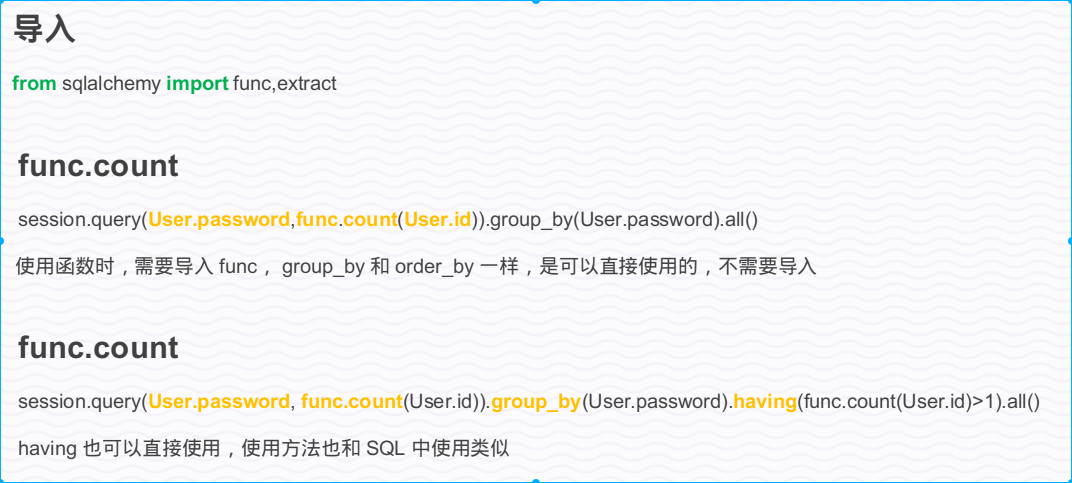 导入
from sqlalchemy import func,extract
func.count
session.query(User.password,func.count(User.id)).group_by(User.password).all()
使用函数时，需要导入 func， group_by 和 order_by 一样，是可以直接使用的，不需要导入
func.count
session.query(User.password, func.count(User.id)).group_by(User.password).having(func.count(User.id)>1).all()
having 也可以直接使用，使用方法也和 SQL 中使用类似